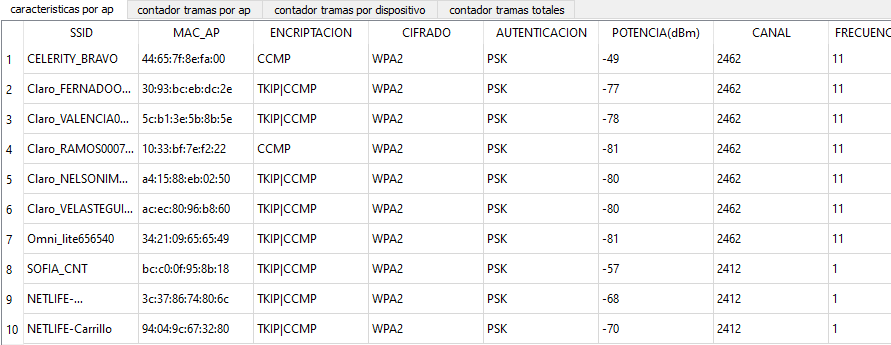 caracteristicas por ap contador tramas por ap contador tramas por dispositivo contador tramas totales
SSID MAC_AP ENCRIPTACION CIFRADO AUTENTICACION POTENCIA(dBm) CANAL FRECUENC
1 CELERITY_BRAVO 44:65:7f:8e:fa:00 CCMP WPA2 PSK -49 2462 11
2 Claro_FERNADOO... 30:93:bc:eb:dc:2e TKIP|CCMP WPA2 PSK -77 2462 11
3 Claro_VALENCIA0... 5c:b1:3e:5b:8b:5e TKIP|CCMP WPA2 PSK -78 2462 11
4 Claro_RAMOS0007... 10:33:bf:7e:f2:22 CCMP WPA2 PSK -81 2462 11
5 Claro_NELSONIM... a4:15:88:eb:02:50 TKIP|CCMP WPA2 PSK -80 2462 11
6 Claro_VELASTEGUI... ac:ec:80:96:b8:60 TKIP|CCMP WPA2 PSK -80 2462 11
7 Omni_lite656540 34:21:09:65:65:49 TKIP|CCMP WPA2 PSK -81 2462 11
8 SOFIA_CNT bc:c0:0f:95:8b:18 TKIP|CCMP WPA2 PSK -57 2412 1
9 NETLIFE-... 3c:37:86:74:80:6c TKIP|CCMP WPA2 PSK -68 2412 1
10 NETLIFE-Carrillo 94:04:9c:67:32:80 TKIP|CCMP WPA2 PSK -70 2412 1